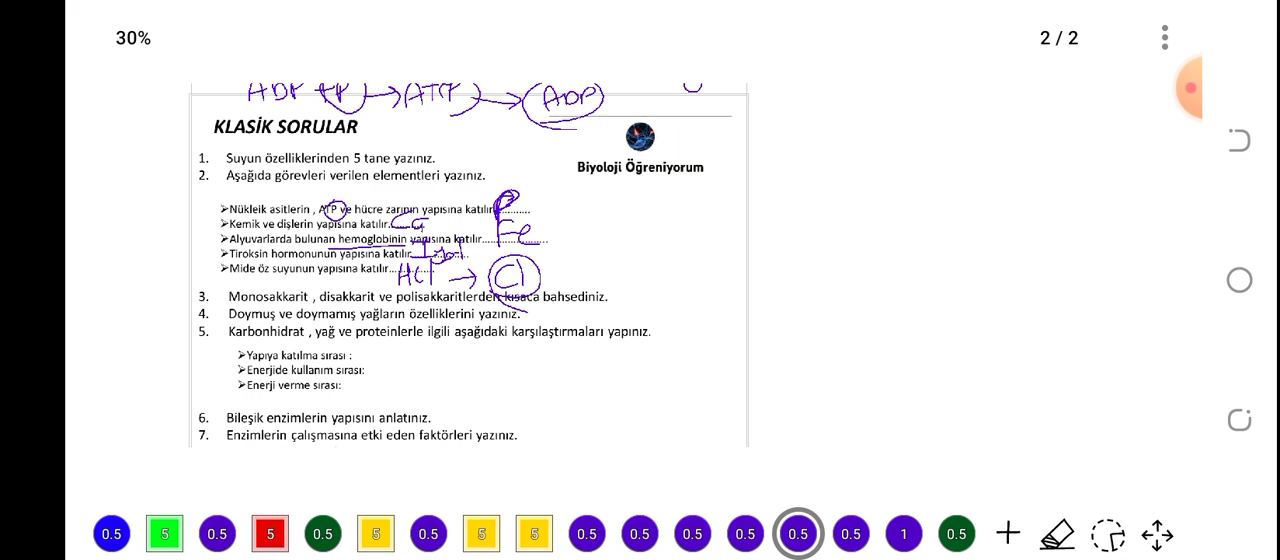 30%
2 / 2
ADP +P → ATP → ADP
KLASİK SORULAR
1. Suyun özelliklerinden 5 tane yazınız.
Biyoloji Öğreniyorum
2. Aşağıda görevleri verilen elementleri yazınız.
➢Nükleik asitlerin , ATP ve hücre zarının yapısına katılır........... P
➢Kemik ve dişlerin yapısına katılır......... Ca
➢Alyuvarlarda bulunan hemoglobinin yapısına katılır.................... Fe
➢Tiroksin hormonunun yapısına katılır............... İyot
➢Mide öz suyunun yapısına katılır............ HCl → Cl
3. Monosakkarit , disakkarit ve polisakkaritlerden kısaca bahsediniz.
4. Doymuş ve doymamış yağların özelliklerini yazınız.
5. Karbonhidrat , yağ ve proteinlerle ilgili aşağıdaki karşılaştırmaları yapınız.
➢Yapıya katılma sırası :
➢Enerjide kullanım sırası:
➢Enerji verme sırası:
6. Bileşik enzimlerin yapısını anlatınız.
7. Enzimlerin çalışmasına etki eden faktörleri yazınız.
0.5 5 0.5 5 0.5 5 0.5 5 5 0.5 0.5 0.5 0.5 0.5 0.5 1 0.5